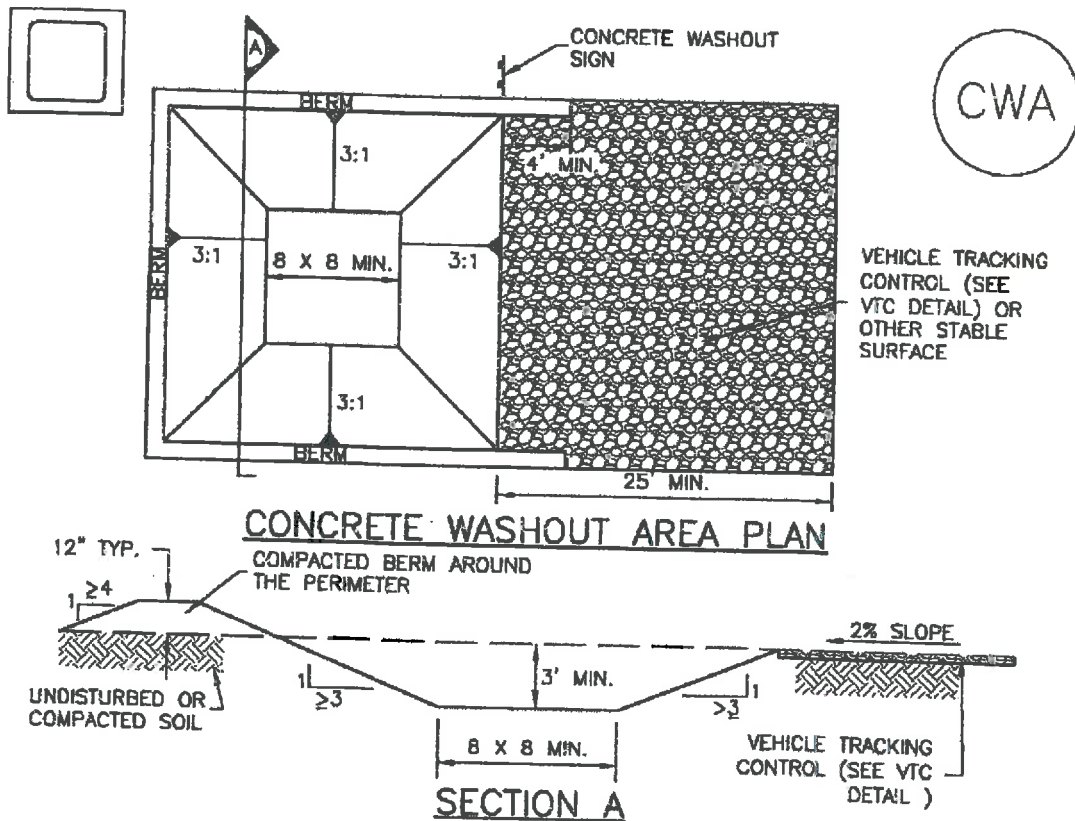 A
CONCRETE WASHOUT
SIGN
CWA
BERM
3:1
4' MIN.
3:1
8 X 8 MIN.
3:1
BERM
VEHICLE TRACKING
CONTROL (SEE
VTC DETAIL) OR
OTHER STABLE
SURFACE
3:1
BERM
25' MIN.
CONCRETE WASHOUT AREA PLAN
12" TYP.
COMPACTED BERM AROUND
THE PERIMETER
1 ≥4
2% SLOPE
1
≥3
3' MIN.
1
>3
UNDISTURBED OR
COMPACTED SOIL
8 X 8 MIN.
VEHICLE TRACKING
CONTROL (SEE VTC
DETAIL )
SECTION A